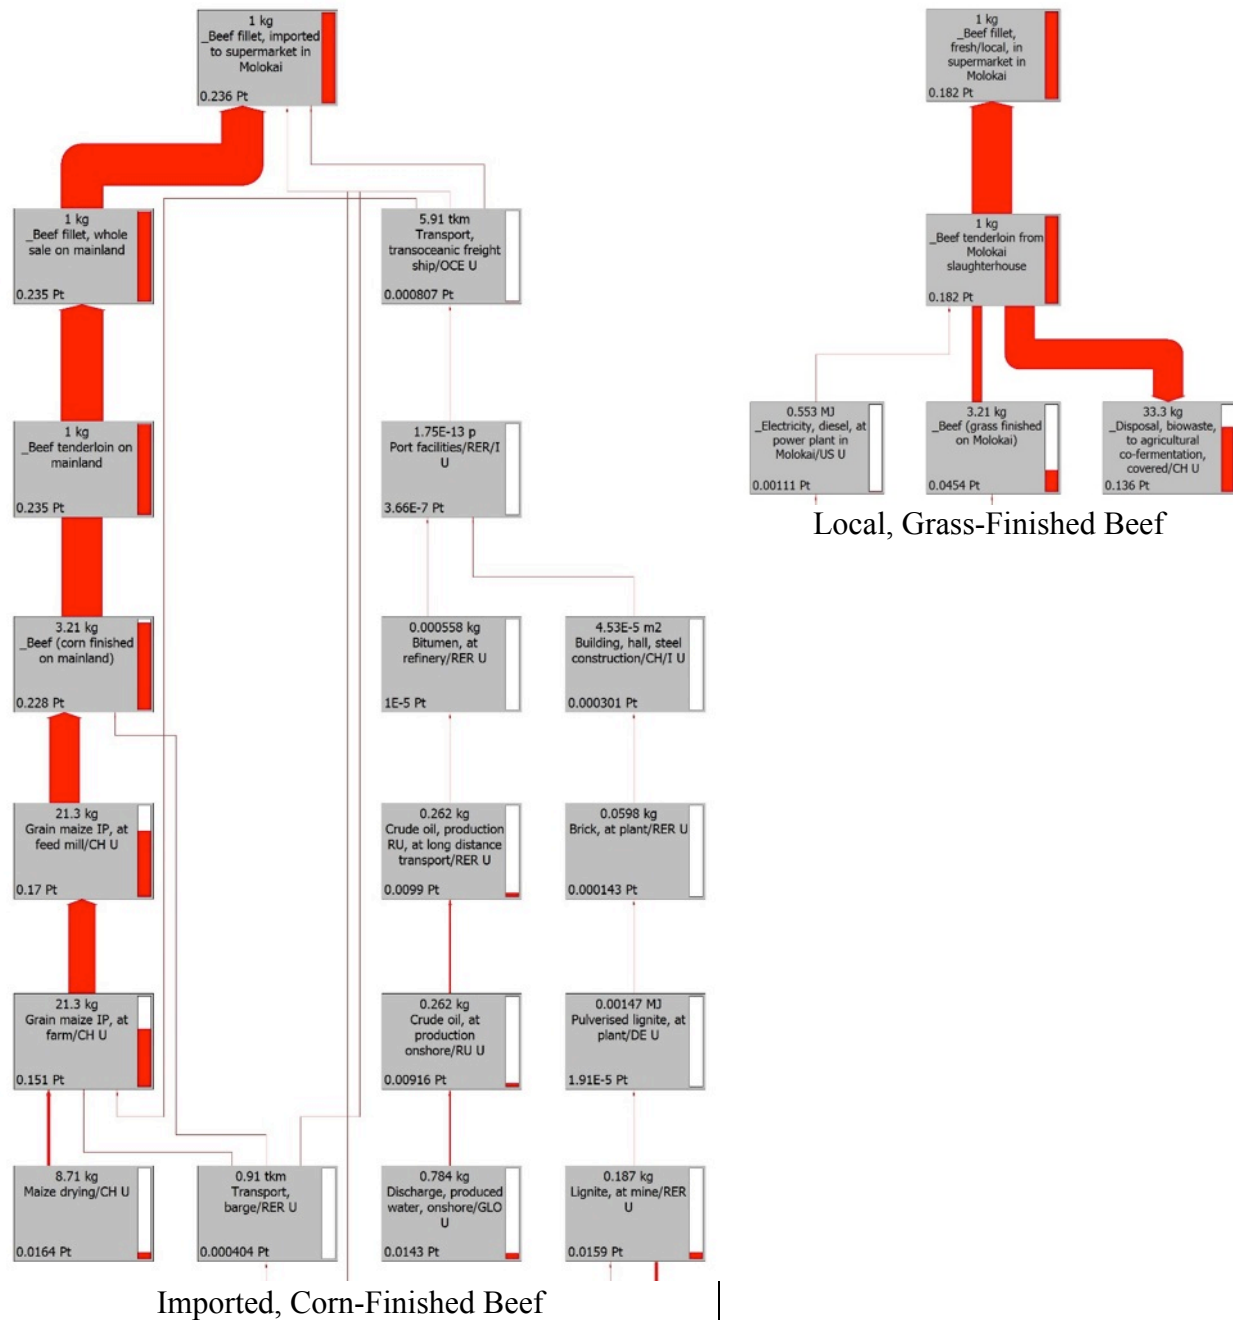 1 kg
_Beef fillet, imported
to supermarket in
Molokai
0.236 Pt
1 kg
_Beef fillet, whole
sale on mainland
0.235 Pt
5.91 tkm
Transport,
transoceanic freight
ship/OCE U
0.000807 Pt
1 kg
_Beef tenderloin on
mainland
0.235 Pt
1.75E-13 p
Port facilities/RER/I
U
3.66E-7 Pt
3.21 kg
_Beef (corn finished
on mainland)
0.228 Pt
0.000558 kg
Bitumen, at
refinery/RER U
1E-5 Pt
4.53E-5 m2
Building, hall, steel
construction/CH/I U
0.000301 Pt
21.3 kg
Grain maize IP, at
feed mill/CH U
0.17 Pt
0.262 kg
Crude oil, production
RU, at long distance
transport/RER U
0.0099 Pt
0.0598 kg
Brick, at plant/RER U
0.000143 Pt
21.3 kg
Grain maize IP, at
farm/CH U
0.151 Pt
0.262 kg
Crude oil, at
production
onshore/RU U
0.00916 Pt
0.00147 MJ
Pulverised lignite, at
plant/DE U
1.91E-5 Pt
8.71 kg
Maize drying/CH U
0.0164 Pt
0.91 tkm
Transport,
barge/RER U
0.000404 Pt
0.784 kg
Discharge, produced
water, onshore/GLO
U
0.0143 Pt
0.187 kg
Lignite, at mine/RER
U
0.0159 Pt
Imported, Corn-Finished Beef
1 kg
_Beef fillet,
fresh/local, in
supermarket in
Molokai
0.182 Pt
1 kg
_Beef tenderloin from
Molokai
slaughterhouse
0.182 Pt
0.553 MJ
_Electricity, diesel, at
power plant in
Molokai/US U
0.00111 Pt
3.21 kg
_Beef (grass finished
on Molokai)
0.0454 Pt
33.3 kg
_Disposal, biowaste,
to agricultural
co-fermentation,
covered/CH U
0.136 Pt
Local, Grass-Finished Beef